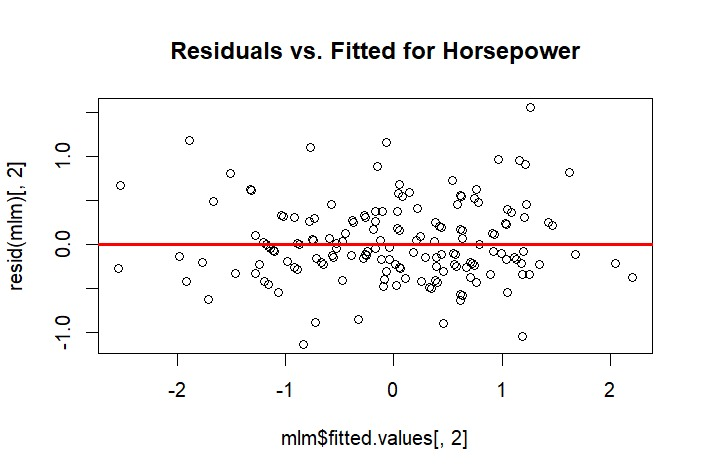 Residuals vs. Fitted for Horsepower
resid(mlm)[, 2]
1.0
0.0
-1.0
-2 -1 0 1 2
mlm$fitted.values[, 2]